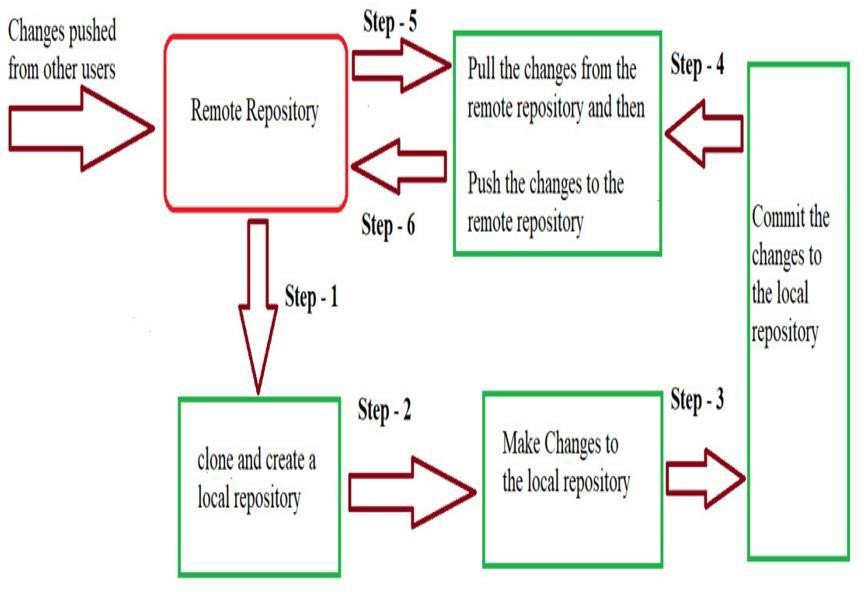 Changes pushed
from other users
Remote Repository
Step - 5
Pull the changes from the
remote repository and then
Push the changes to the
remote repository
Step - 4
Step - 6
Commit the
changes to
the local
repository
Step - 1
clone and create a
local repository
Step - 2
Make Changes to
the local repository
Step - 3